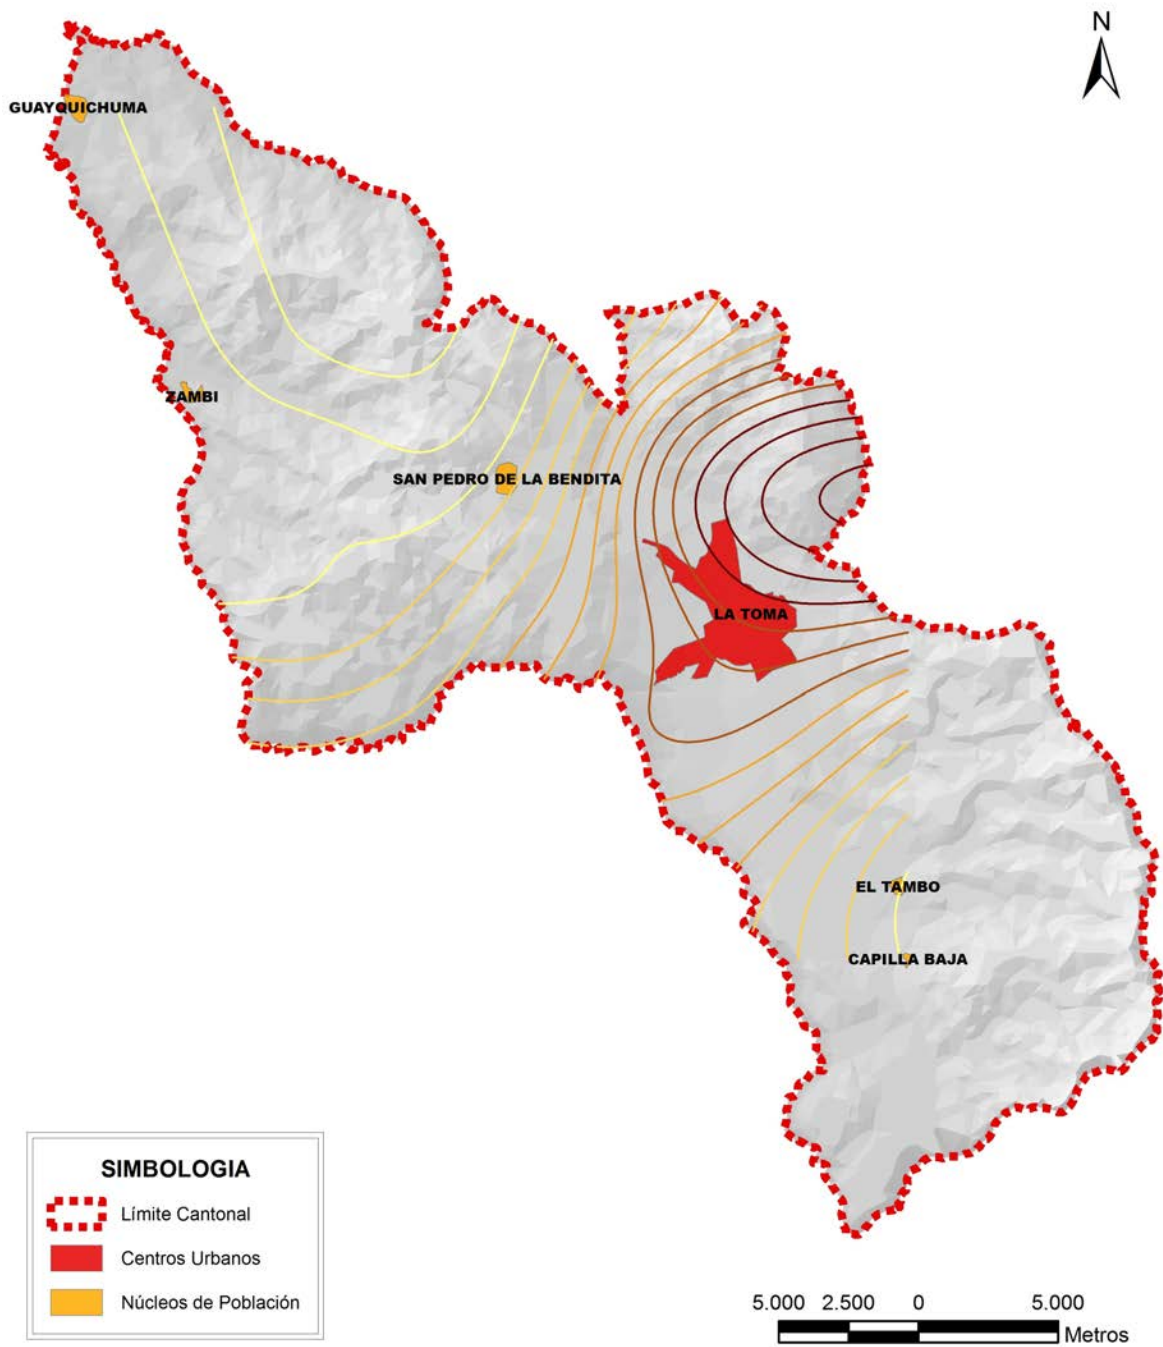 N
GUAYQUICHUMA
ZAMBI
SAN PEDRO DE LA BENDITA
LA TOMA
EL TAMBO
CAPILLA BAJA
SIMBOLOGIA
Límite Cantonal
Centros Urbanos
Núcleos de Población
5.000 2.500 0 5.000
Metros